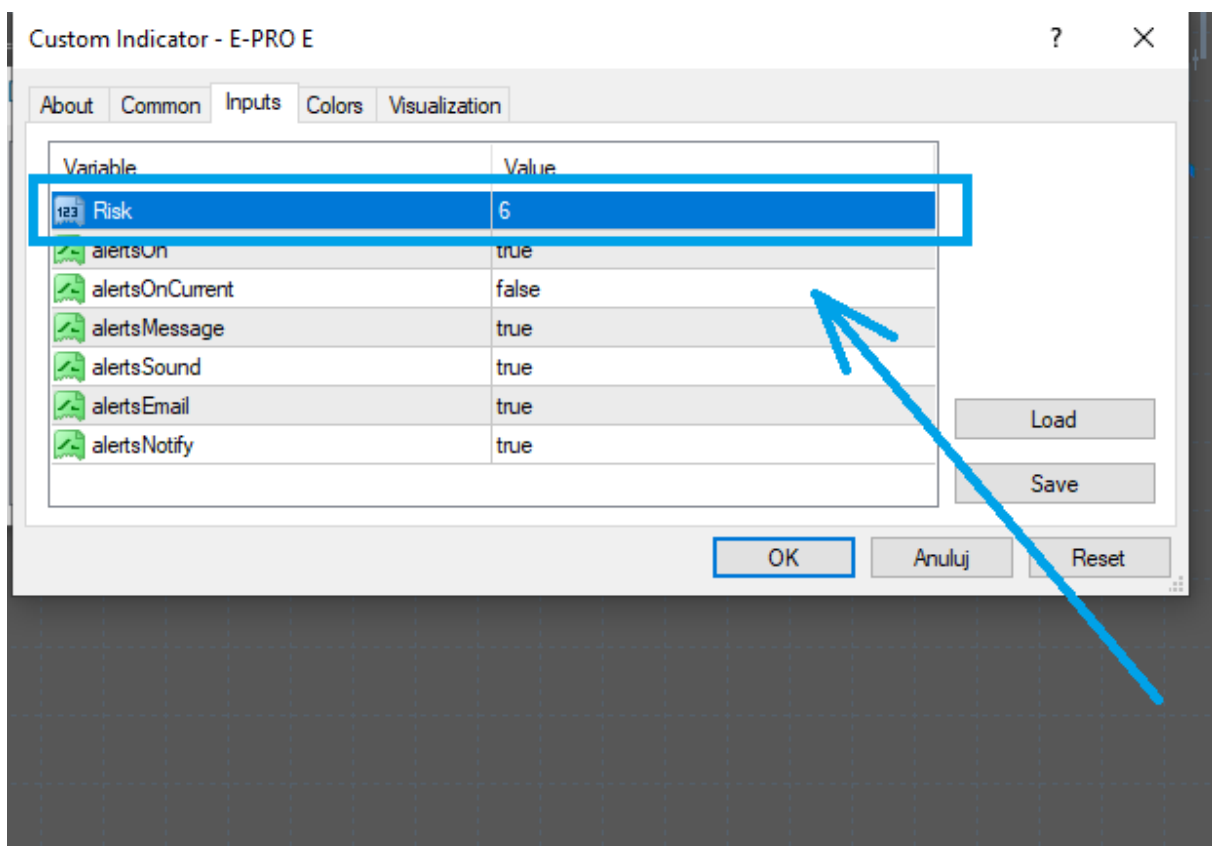 Custom Indicator - E-PRO E ?
About Common Inputs Colors Visualization
Variable Value
123 Risk 6
alertsOn true
alertsOnCurrent false
alertsMessage true
alertsSound true
alertsEmail true
alertsNotify true
Load
Save
OK Anuluj Reset